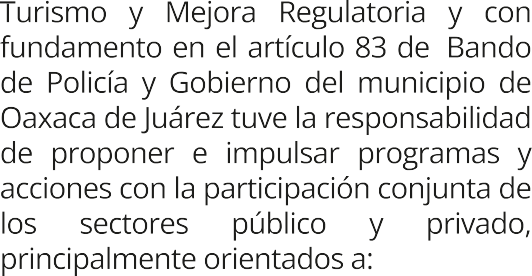 Turismo y Mejora Regulatoria y con
fundamento en el artículo 83 de Bando
de Policía y Gobierno del municipio de
Oaxaca de Juárez tuve la responsabilidad
de proponer e impulsar programas y
acciones con la participación conjunta de
los sectores público y privado,
principalmente orientados a: